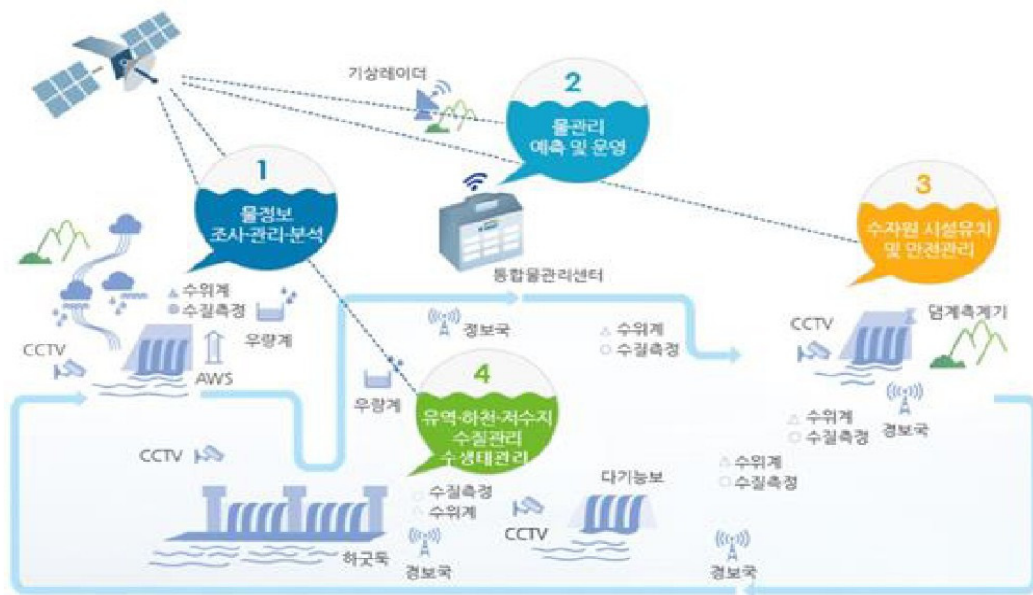 기상레이더
2
물관리
예측 및 운영
1
물정보
조사·관리·분석
3
수자원 시설유지
및 안전관리
통합물관리센터
수위계
수질측정
우량계
CCTV
AWS
경보국
수위계
수질측정
CCTV
댐계측계기
우량계
4
유역·하천·저수지
수질관리
수생태관리
수위계
수질측정
경보국
CCTV
수질측정
수위계
다기능보
CCTV
수위계
수질측정
하굿둑
경보국
경보국